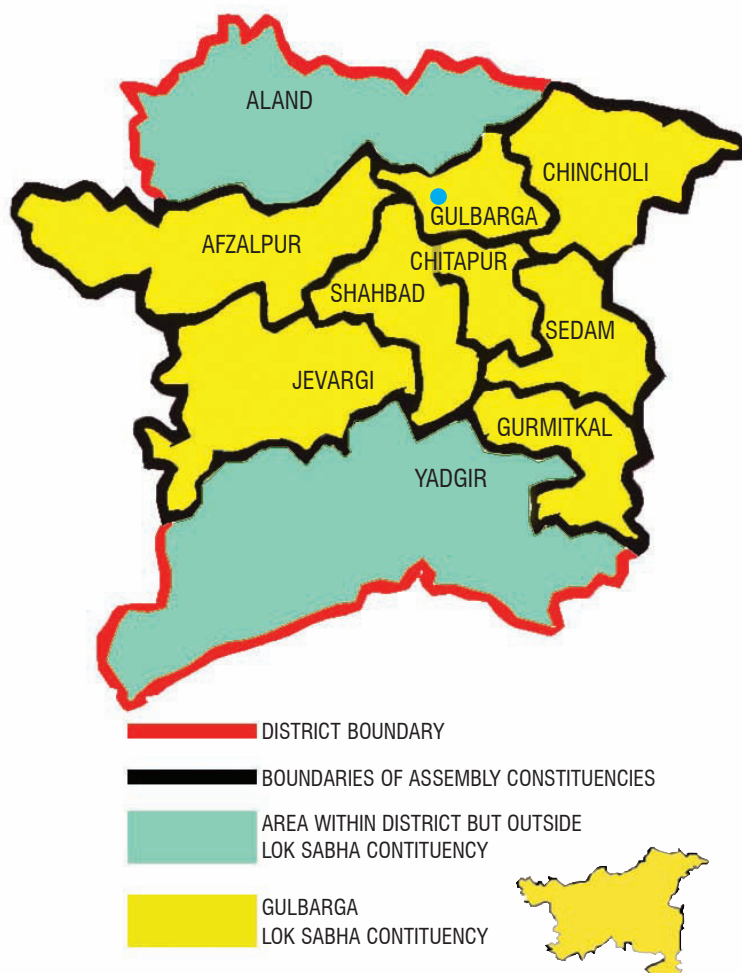 ALAND
CHINCHOLI
GULBARGA
AFZALPUR
CHITAPUR
SHAHBAD
SEDAM
JEVARGI
GURMITKAL
YADGIR
DISTRICT BOUNDARY
BOUNDARIES OF ASSEMBLY CONSTITUENCIES
AREA WITHIN DISTRICT BUT OUTSIDE
LOK SABHA CONTITUENCY
GULBARGA
LOK SABHA CONTITUENCY